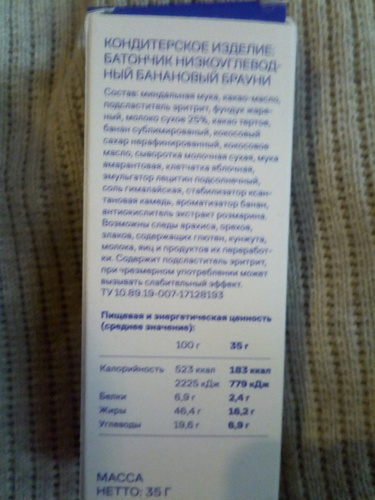 КОНДИТЕРСКОЕ ИЗДЕЛИЕ:
БАТОНЧИК НИЗКОУГЛЕВОД-
НЫЙ БАНАНОВЫЙ БРАУНИ
Состав: миндальная мука, какао-масло,
подсластитель эритрит, фундук жаре-
ный, молоко сухое 25%, какао тертое,
банан сублимированый, кокосовый
сахар нерафинированный, кокосовое
масло, сыворотка молочная сухая, мука
амарантовая, клетчатка яблочная,
эмульгатор лецитин подсолнечный,
соль гималайская, стабилизатор ксан-
тановая камедь, ароматизатор банан,
антиокислитель экстракт розмарина.
Возможны следы арахиса, орехов,
злаков, содержащих глютен, кунжута,
молока, яиц и продуктов их переработ-
ки. Содержит подсластитель эритрит,
при чрезмерном употреблении может
вызывать слабительный эффект.
ТУ 10.89.19-007-17128193
Пищевая и энергетическая ценность
(среднее значение):
100 г 35 г
Калорийность 523 ккал 183 ккал
2225 кДж 779 кДж
Белки 6,9 г 2,4 г
Жиры 46,4 г 16,2 г
Углеводы 19,6 г 6,9 г
МАССА
НЕТТО: 35 Г